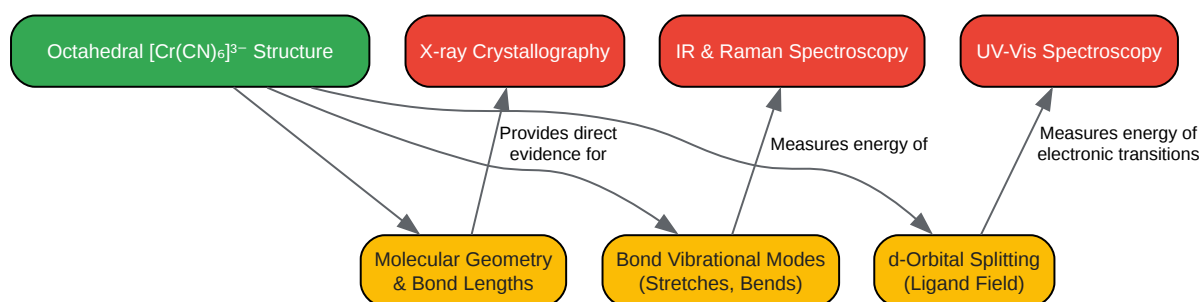 Octahedral [Cr(CN)₆]³⁻ Structure
X-ray Crystallography
IR & Raman Spectroscopy
UV-Vis Spectroscopy
Provides direct
evidence for
Measures energy of
Measures energy of
electronic transitions
Molecular Geometry
& Bond Lengths
Bond Vibrational Modes
(Stretches, Bends)
d-Orbital Splitting
(Ligand Field)